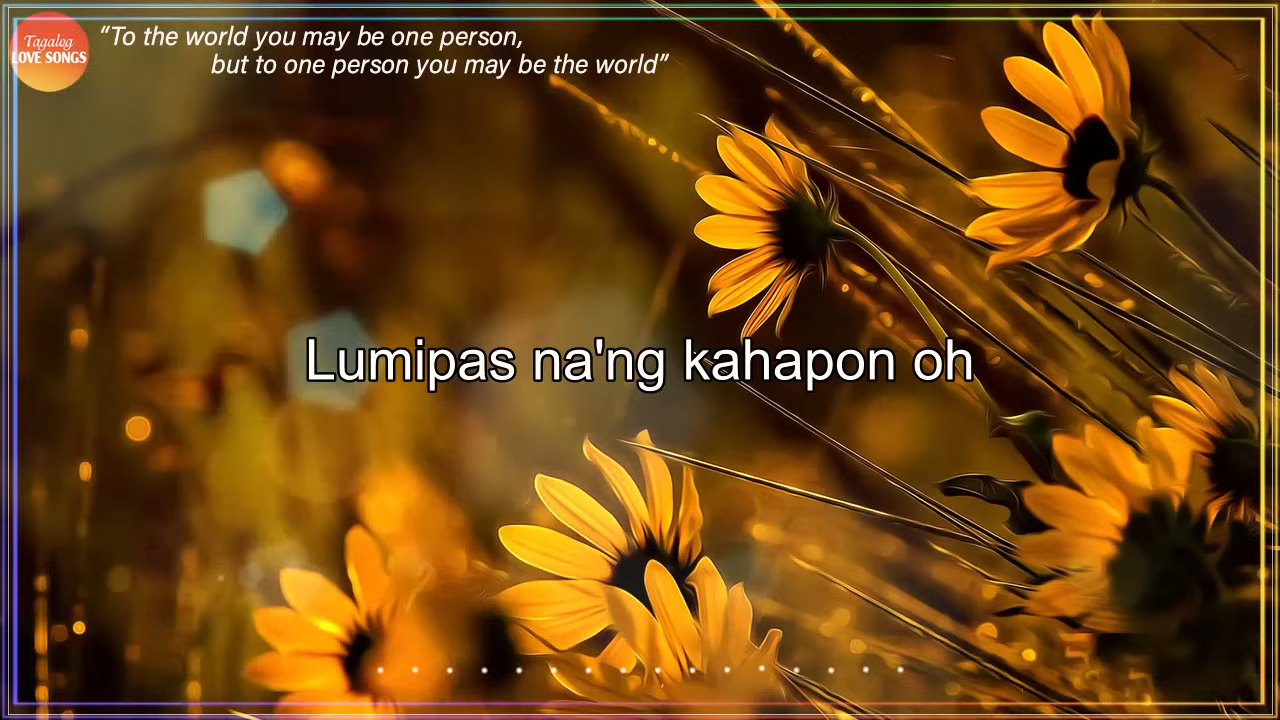 Tagalog
LOVE SONGS
“To the world you may be one person,
but to one person you may be the world”
Lumipas na'ng kahapon oh